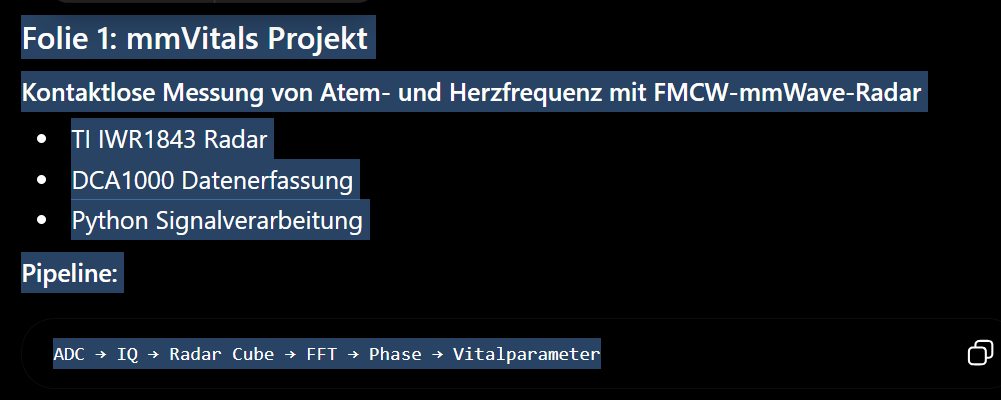 Folie 1: mmVitals Projekt
Kontaktlose Messung von Atem- und Herzfrequenz mit FMCW-mmWave-Radar
• TI IWR1843 Radar
• DCA1000 Datenerfassung
• Python Signalverarbeitung
Pipeline:
ADC → IQ → Radar Cube → FFT → Phase → Vitalparameter